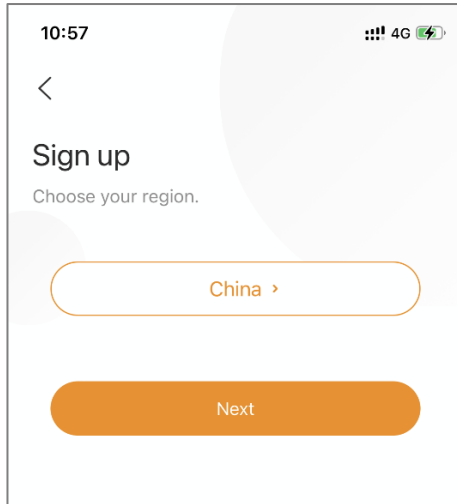 10:57 4G
Sign up
Choose your region.
China ›
Next